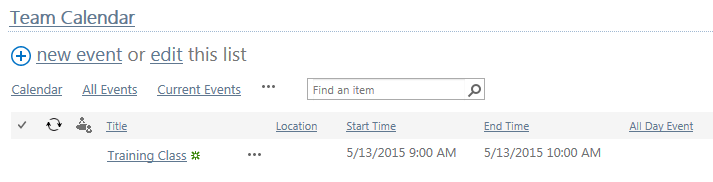 Team Calendar
new event or edit this list
Calendar All Events Current Events ••• Find an item
Title Location Start Time End Time All Day Event
Training Class ••• 5/13/2015 9:00 AM 5/13/2015 10:00 AM